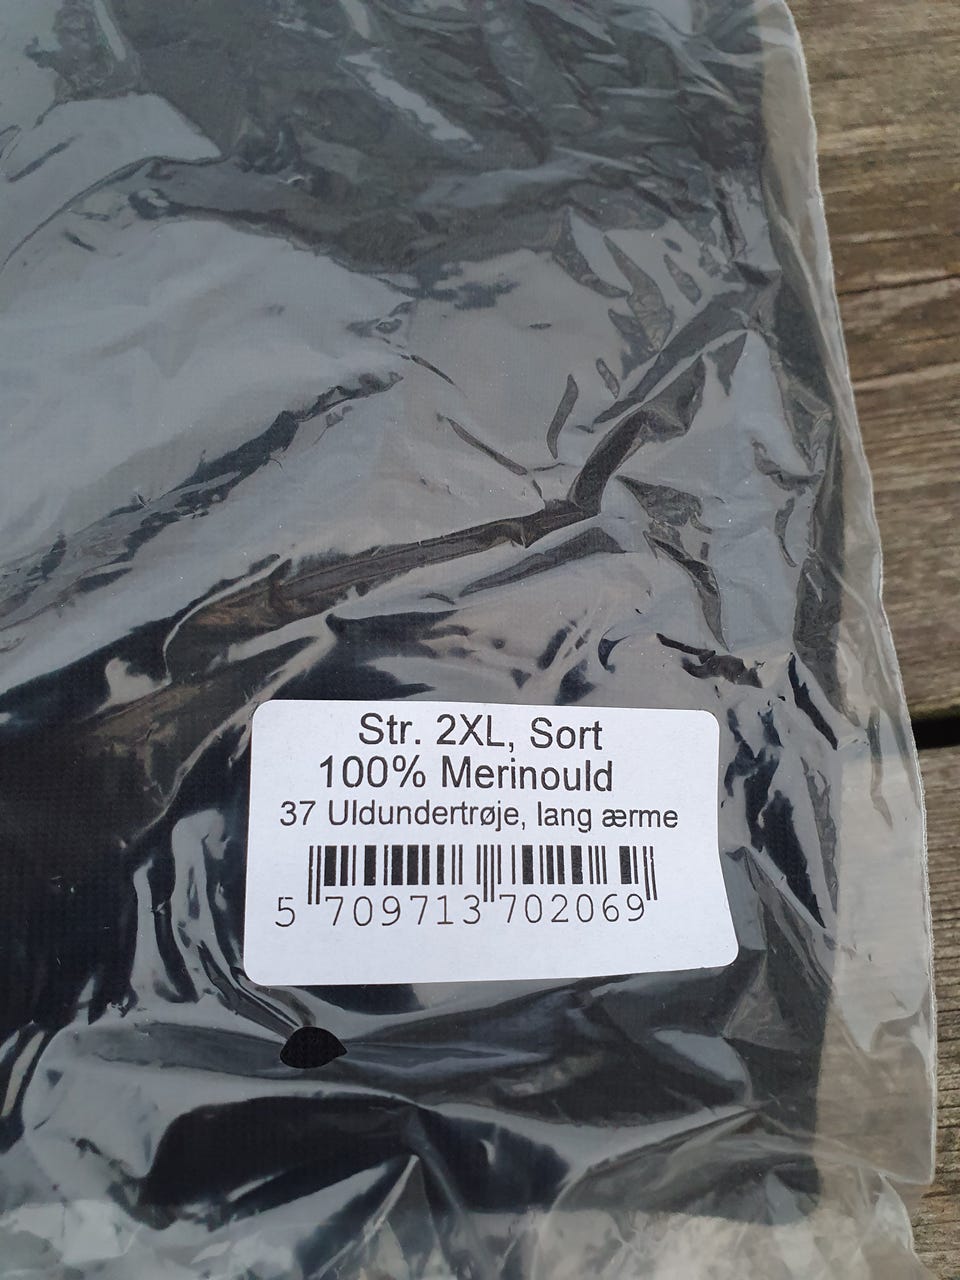 Str. 2XL, Sort
100% Merinould
37 Uldundertrøje, lang ærme
5 709713 702069